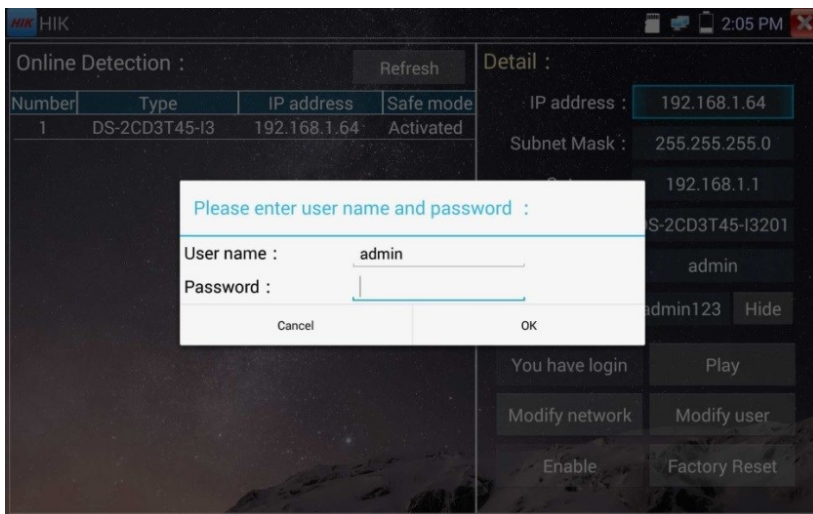 HIK HIK 2:05 PM
Online Detection :
Refresh
Number Type IP address Safe mode
1 DS-2CD3T45-I3 192.168.1.64 Activated
Detail :
IP address : 192.168.1.64
Subnet Mask : 255.255.255.0
192.168.1.1
S-2CD3T45-I3201
admin
admin123 Hide
You have login Play
Modify network Modify user
Enable Factory Reset
Please enter user name and password :
User name : admin
Password :
Cancel OK